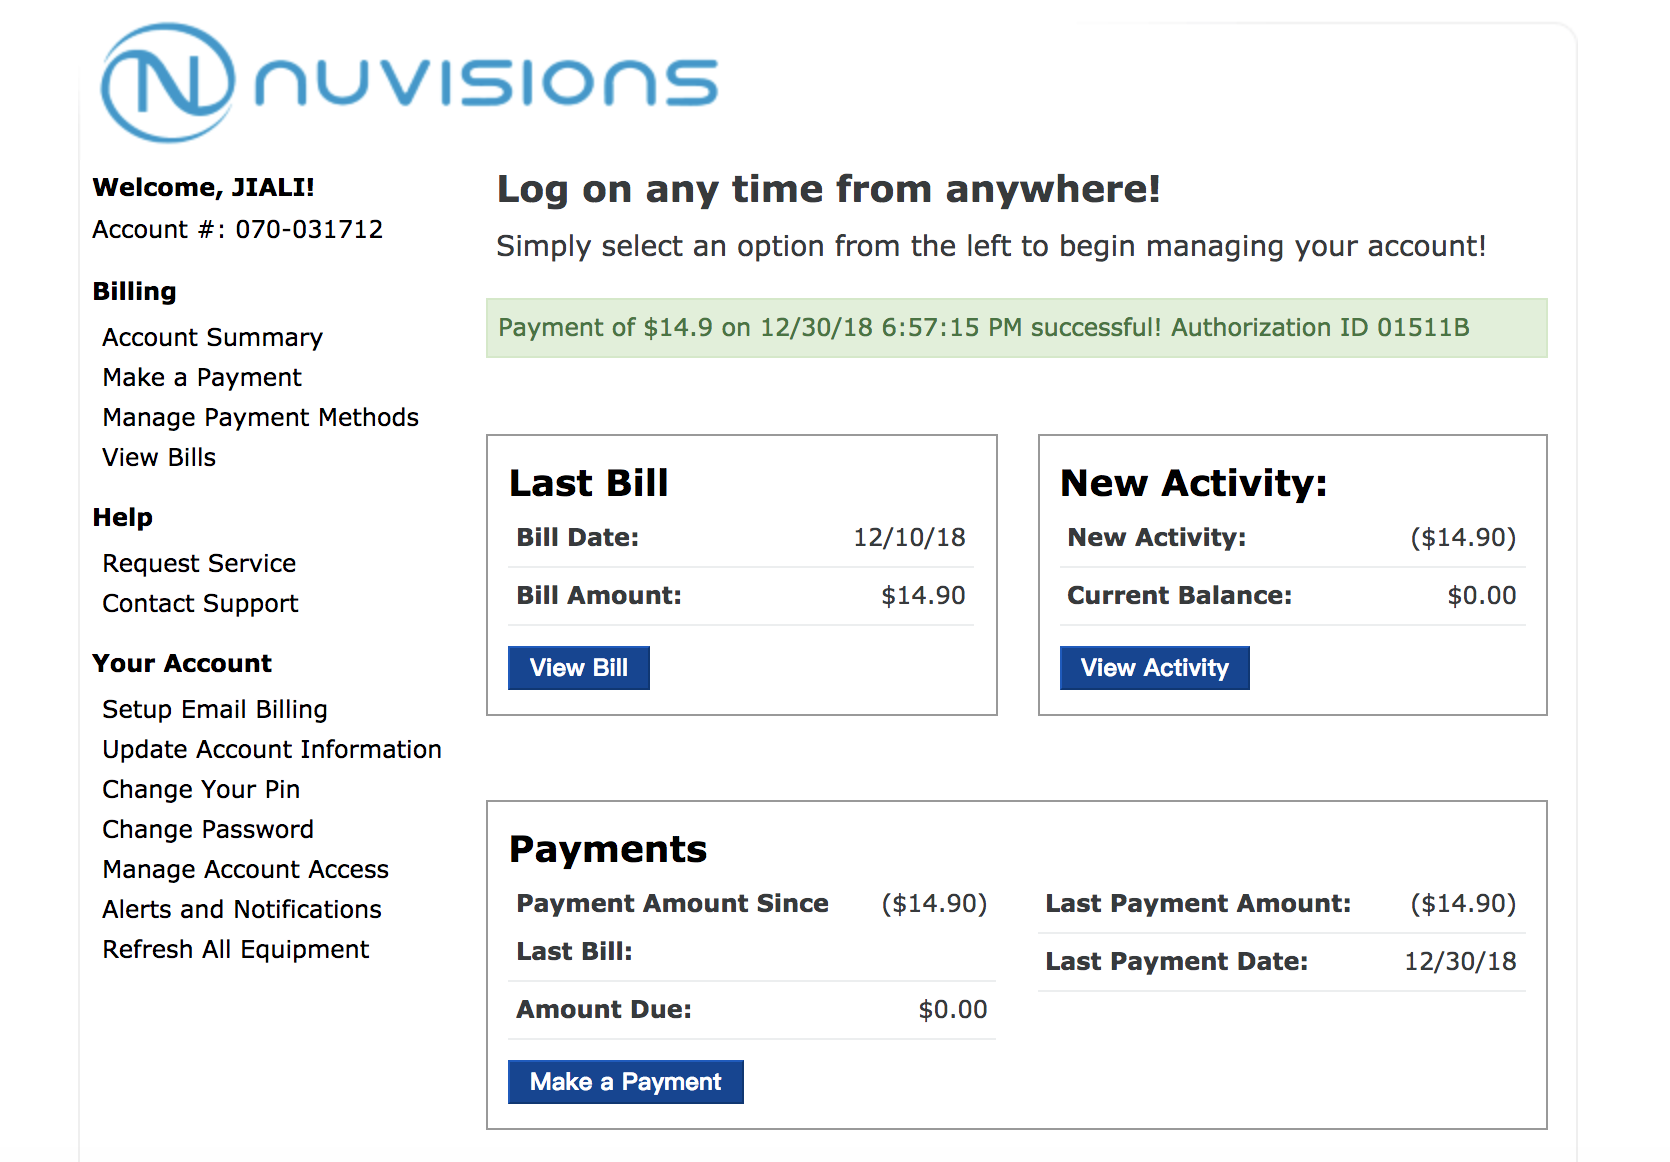 N nuvisions
Welcome, JIALI!
Account #: 070-031712
Billing
Account Summary
Make a Payment
Manage Payment Methods
View Bills
Help
Request Service
Contact Support
Your Account
Setup Email Billing
Update Account Information
Change Your Pin
Change Password
Manage Account Access
Alerts and Notifications
Refresh All Equipment
Log on any time from anywhere!
Simply select an option from the left to begin managing your account!
Payment of $14.9 on 12/30/18 6:57:15 PM successful! Authorization ID 01511B
Last Bill
Bill Date: 12/10/18
Bill Amount: $14.90
View Bill
New Activity:
New Activity: ($14.90)
Current Balance: $0.00
View Activity
Payments
Payment Amount Since ($14.90)
Last Bill:
Amount Due: $0.00
Make a Payment
Last Payment Amount: ($14.90)
Last Payment Date: 12/30/18